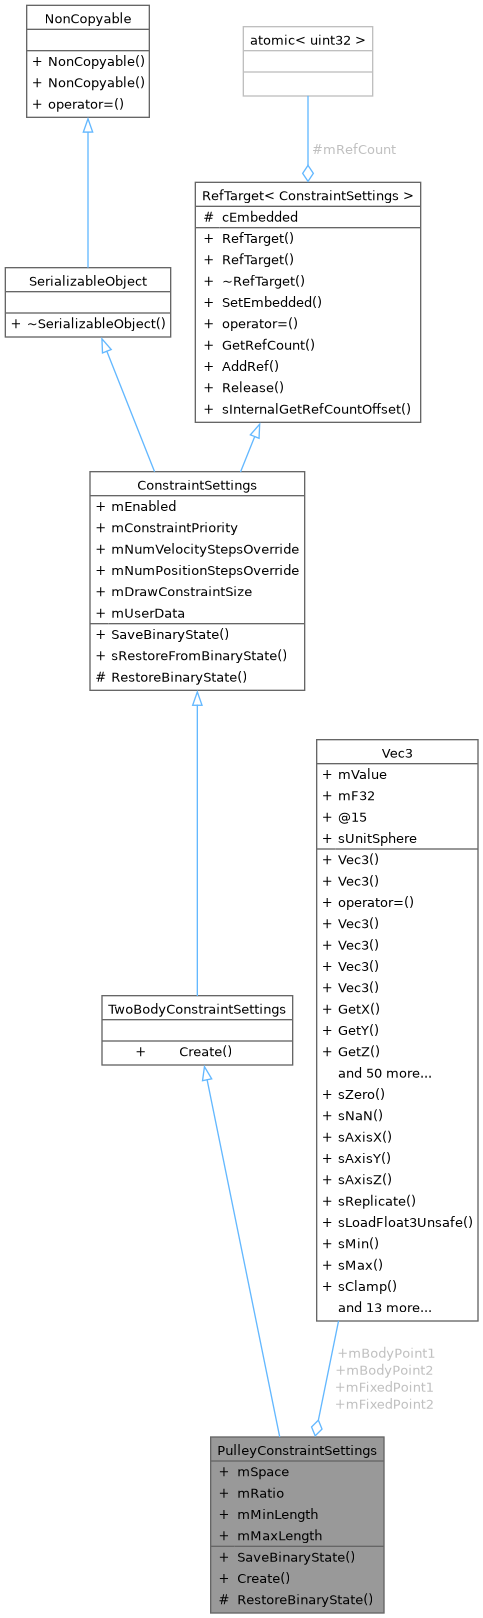 NonCopyable
+ NonCopyable()
+ NonCopyable()
+ operator=()
atomic< uint32 >
#mRefCount
RefTarget< ConstraintSettings >
# cEmbedded
+ RefTarget()
+ RefTarget()
+ ~RefTarget()
+ SetEmbedded()
+ operator=()
+ GetRefCount()
+ AddRef()
+ Release()
+ sInternalGetRefCountOffset()
SerializableObject
+ ~SerializableObject()
ConstraintSettings
+ mEnabled
+ mConstraintPriority
+ mNumVelocityStepsOverride
+ mNumPositionStepsOverride
+ mDrawConstraintSize
+ mUserData
+ SaveBinaryState()
+ sRestoreFromBinaryState()
# RestoreBinaryState()
Vec3
+ mValue
+ mF32
+ @15
+ sUnitSphere
+ Vec3()
+ Vec3()
+ operator=()
+ Vec3()
+ Vec3()
+ Vec3()
+ Vec3()
+ GetX()
+ GetY()
+ GetZ()
and 50 more...
+ sZero()
+ sNaN()
+ sAxisX()
+ sAxisY()
+ sAxisZ()
+ sReplicate()
+ sLoadFloat3Unsafe()
+ sMin()
+ sMax()
+ sClamp()
and 13 more...
TwoBodyConstraintSettings
+ Create()
+mBodyPoint1
+mBodyPoint2
+mFixedPoint1
+mFixedPoint2
PulleyConstraintSettings
+ mSpace
+ mRatio
+ mMinLength
+ mMaxLength
+ SaveBinaryState()
+ Create()
# RestoreBinaryState()